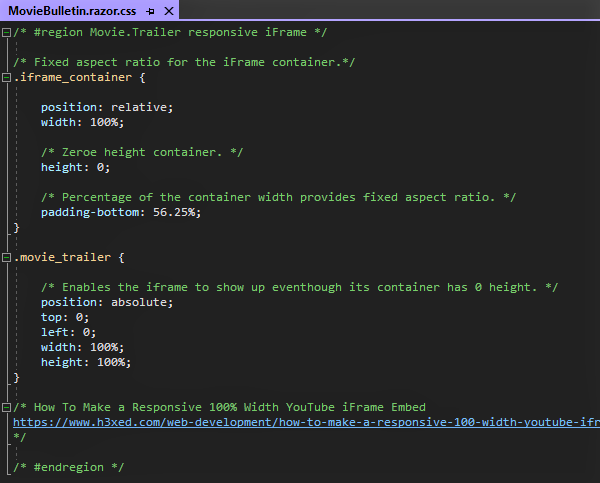 MovieBulletin.razor.css
/* #region Movie.Trailer responsive iFrame */
/* Fixed aspect ratio for the iFrame container.*/
.iframe_container {
position: relative;
width: 100%;
/* Zeroe height container. */
height: 0;
/* Percentage of the container width provides fixed aspect ratio. */
padding-bottom: 56.25%;
}
.movie_trailer {
/* Enables the iframe to show up eventhough its container has 0 height. */
position: absolute;
top: 0;
left: 0;
width: 100%;
height: 100%;
}
/* How To Make a Responsive 100% Width YouTube iFrame Embed
https://www.h3xed.com/web-development/how-to-make-a-responsive-100-width-youtube-ifr
*/
/* #endregion */